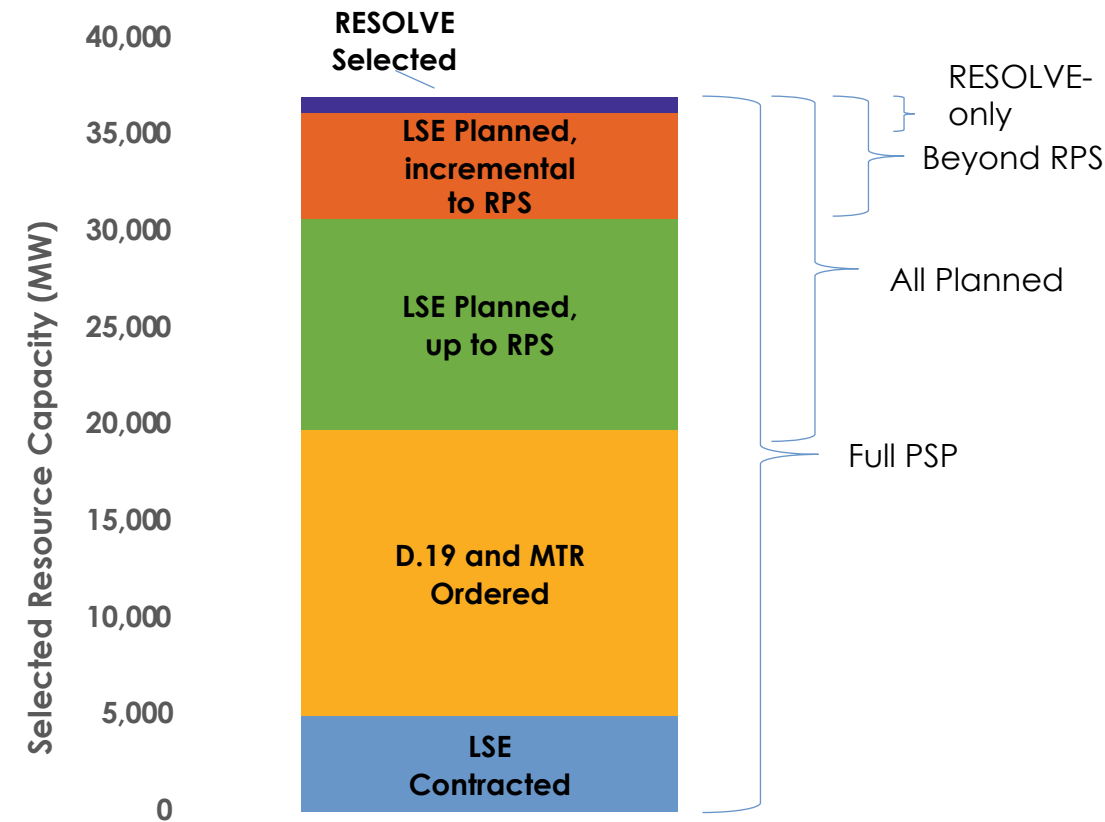 RESOLVE
Selected
40,000
35,000
30,000
25,000
20,000
15,000
10,000
5,000
0
Selected Resource Capacity (MW)
LSE Planned,
incremental
to RPS
LSE Planned,
up to RPS
D.19 and MTR
Ordered
LSE
Contracted
RESOLVE-
only
Beyond RPS
All Planned
Full PSP